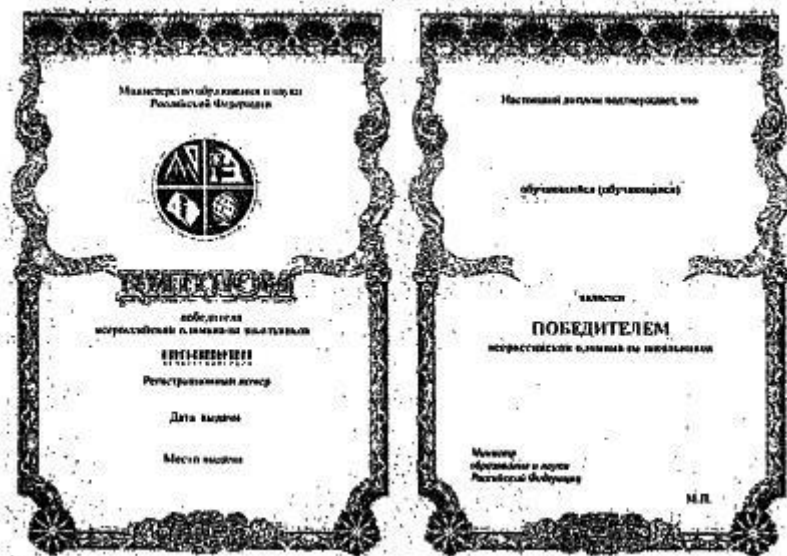 Министерство образования и науки
Российской Федерации
ДИПЛОМ
победителя
всероссийской олимпиады школьников
Регистрационный номер
Дата выдачи
Место выдачи
Настоящий диплом подтверждает, что
обучающийся (обучающаяся)
является
ПОБЕДИТЕЛЕМ
всероссийской олимпиады школьников
Министр
образования и науки
Российской Федерации
М.П.